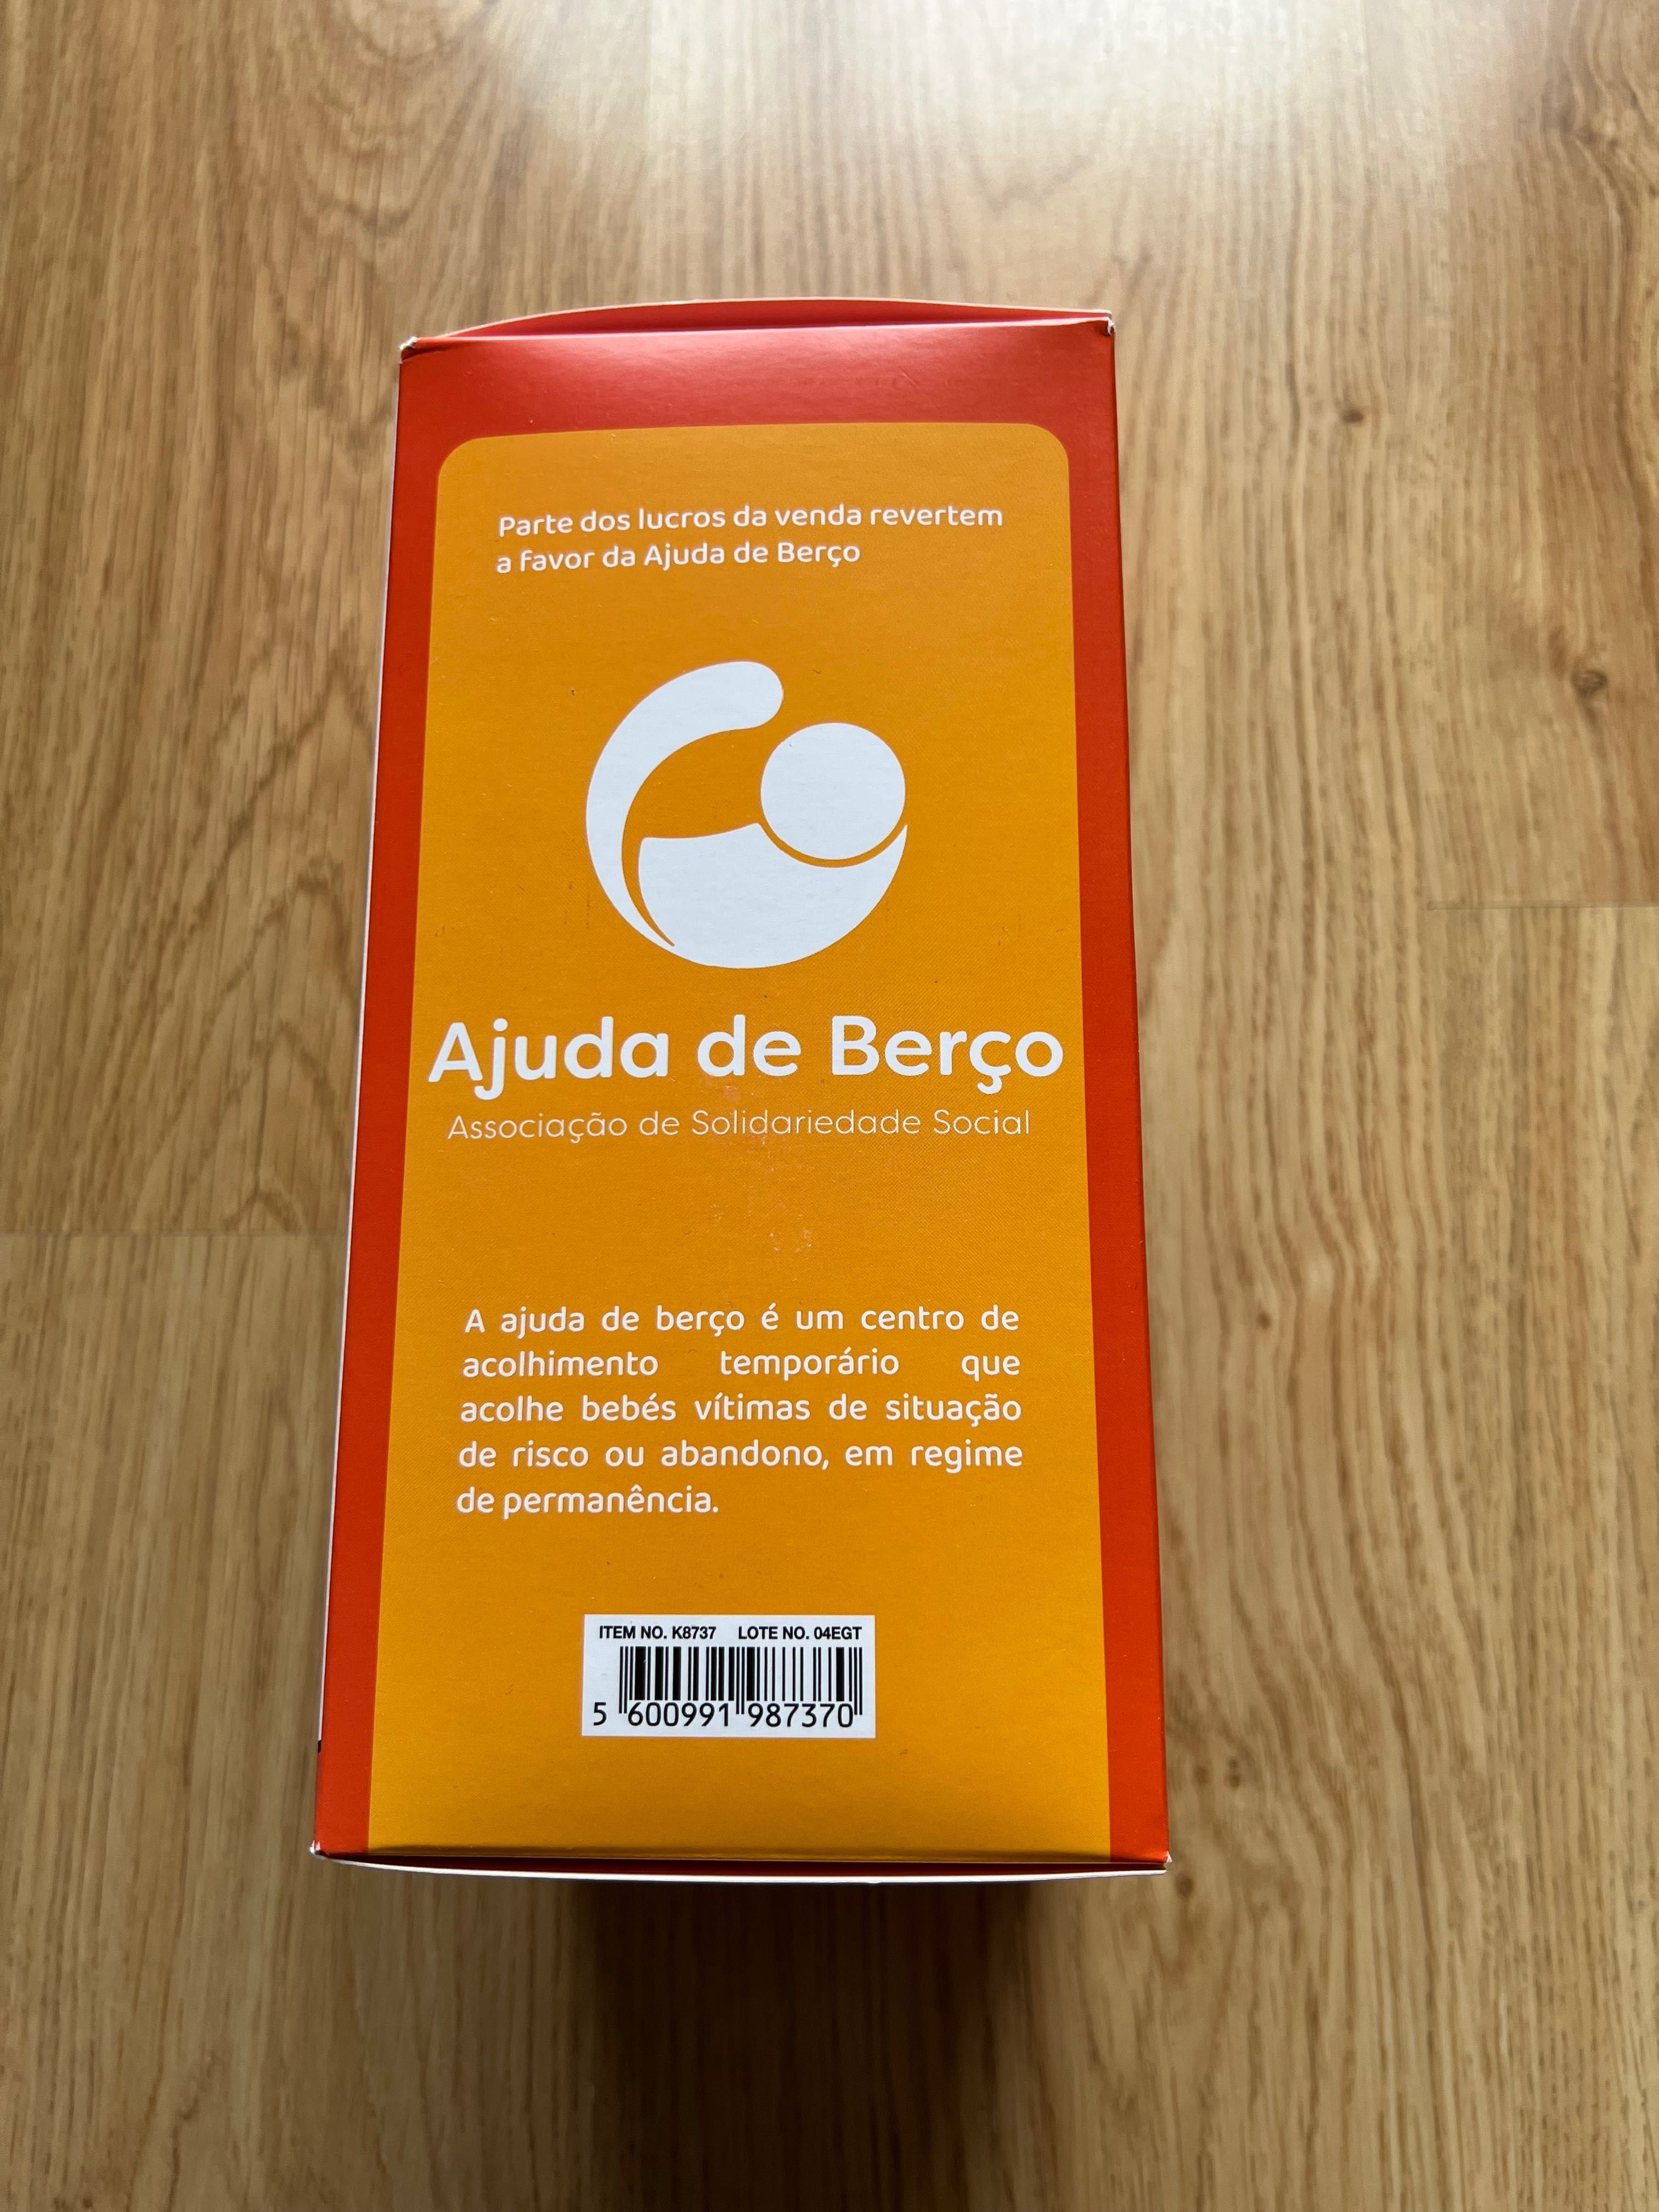 Parte dos lucros da venda revertem
a favor da Ajuda de Berço
Ajuda de Berço
Associação de Solidariedade Social
A ajuda de berço é um centro de
acolhimento temporário que
acolhe bebés vítimas de situação
de risco ou abandono, em regime
de permanência.
ITEM NO. K8737 LOTE NO. 04EGT
5 600991 987370